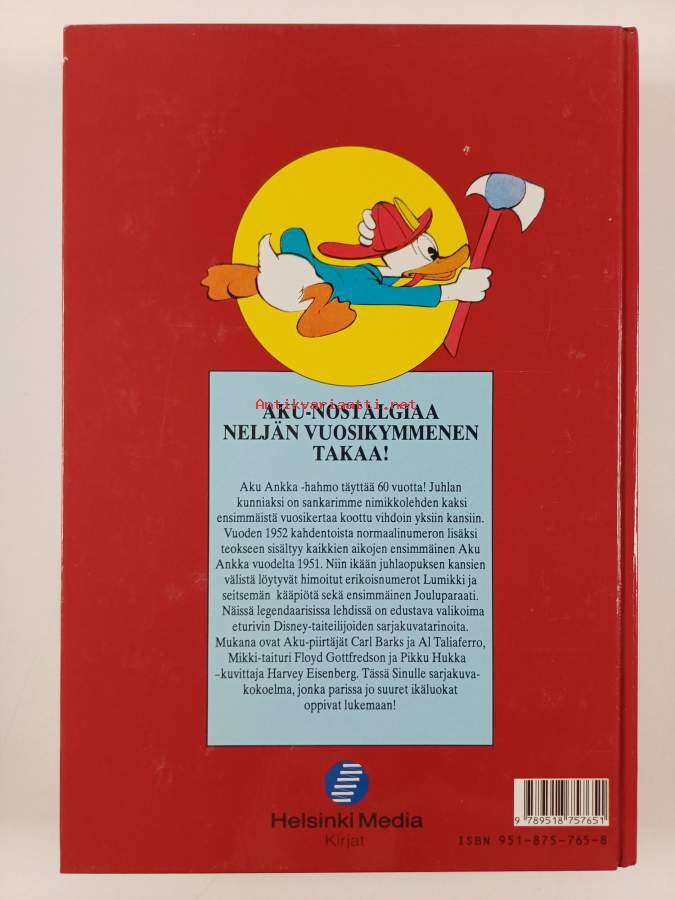 AKU-NOSTALGIAA
Antikvariaatti.net
NELJÄN VUOSIKYMMENEN
TAKAA!
Aku Ankka -hahmo täyttää 60 vuotta! Juhlan
kunniaksi on sankarimme nimikkolehden kaksi
ensimmäistä vuosikertaa koottu vihdoin yksiin kansiin.
Vuoden 1952 kahdentoista normaalinumeron lisäksi
teokseen sisältyy kaikkien aikojen ensimmäinen Aku
Ankka vuodelta 1951. Niin ikään juhlaopuksen kansien
välistä löytyvät himoitut erikoisnumerot Lumikki ja
seitsemän kääpiötä sekä ensimmäinen Jouluparaati.
Näissä legendaarisissa lehdissä on edustava valikoima
eturivin Disney-taiteilijoiden sarjakuvatarinoita.
Mukana ovat Aku-piirtäjät Carl Barks ja Al Taliaferro,
Mikki-taituri Floyd Gottfredson ja Pikku Hukka
–kuvittaja Harvey Eisenberg. Tässä Sinulle sarjakuva-
kokoelma, jonka parissa jo suuret ikäluokat
oppivat lukemaan!
Helsinki Media
Kirjat
9 789518 757651
ISBN 951-875-765-8